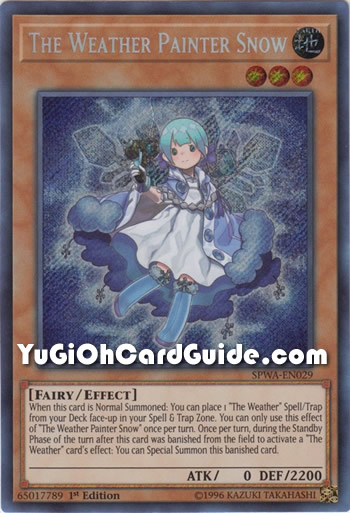 THE WEATHER PAINTER SNOW
YuGiOhCardGuide.com
SPWA-EN029
[FAIRY/EFFECT]
When this card is Normal Summoned: You can place 1 "The Weather" Spell/Trap
from your Deck face-up in your Spell & Trap Zone. You can only use this effect
of "The Weather Painter Snow" once per turn. Once per turn, during the Standby
Phase of the turn after this card was banished from the field to activate a "The
Weather" card's effect: You can Special Summon this banished card.
ATK/ 0 DEF/2200
65017789 1st Edition ©1996 KAZUKI TAKAHASHI